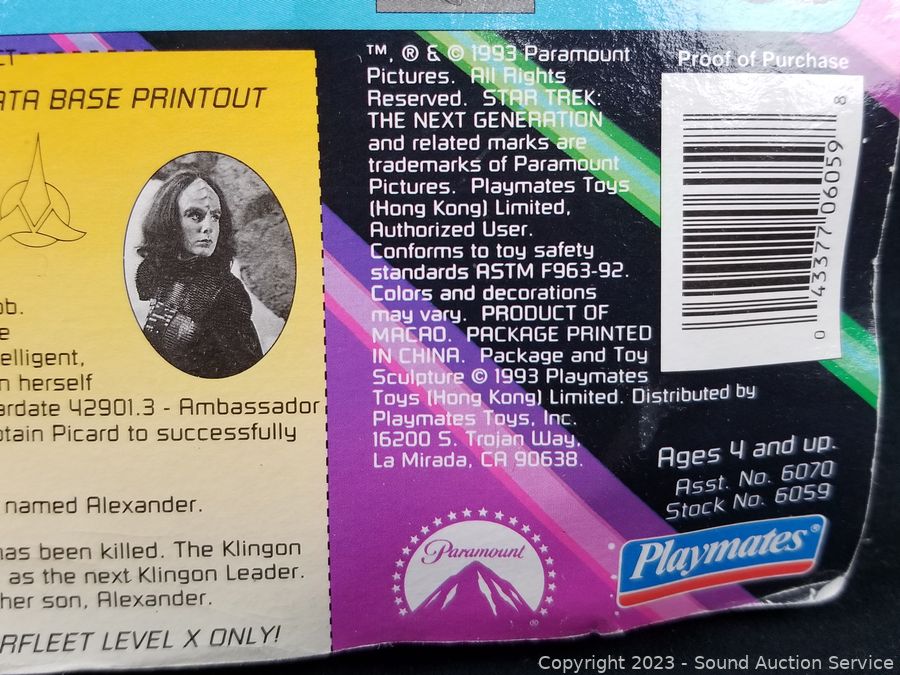 ATA BASE PRINTOUT
ob.
e
elligent,
n herself
ardate 42901.3 - Ambassador
ptain Picard to successfully
named Alexander.
has been killed. The Klingon
as the next Klingon Leader.
her son, Alexander.
RFLEET LEVEL X ONLY!
™, ® & © 1993 Paramount
Pictures. All Rights
Reserved. STAR TREK:
THE NEXT GENERATION
and related marks are
trademarks of Paramount
Pictures. Playmates Toys
(Hong Kong) Limited,
Authorized User.
Conforms to toy safety
standards ASTM F963-92.
Colors and decorations
may vary. PRODUCT OF
MACAO. PACKAGE PRINTED
IN CHINA. Package and Toy
Sculpture © 1993 Playmates
Toys (Hong Kong) Limited. Distributed by
Playmates Toys, Inc.
16200 S. Trojan Way,
La Mirada, CA 90638.
Proof of Purchase
0 43377 06059 8
Ages 4 and up.
Asst. No. 6070
Stock No. 6059
Paramount
®
Playmates®
Copyright 2023 - Sound Auction Service